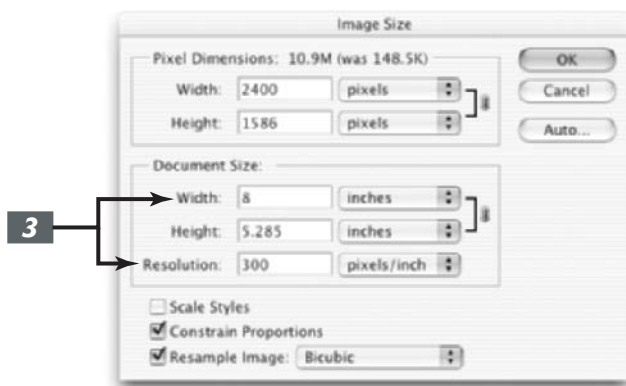 Image Size
Pixel Dimensions: 10.9M (was 148.5K)
Width: 2400 pixels
Height: 1586 pixels
OK
Cancel
Auto...
Document Size:
Width: 8 inches
Height: 5.285 inches
Resolution: 300 pixels/inch
3
Scale Styles
Constrain Proportions
Resample Image: Bicubic